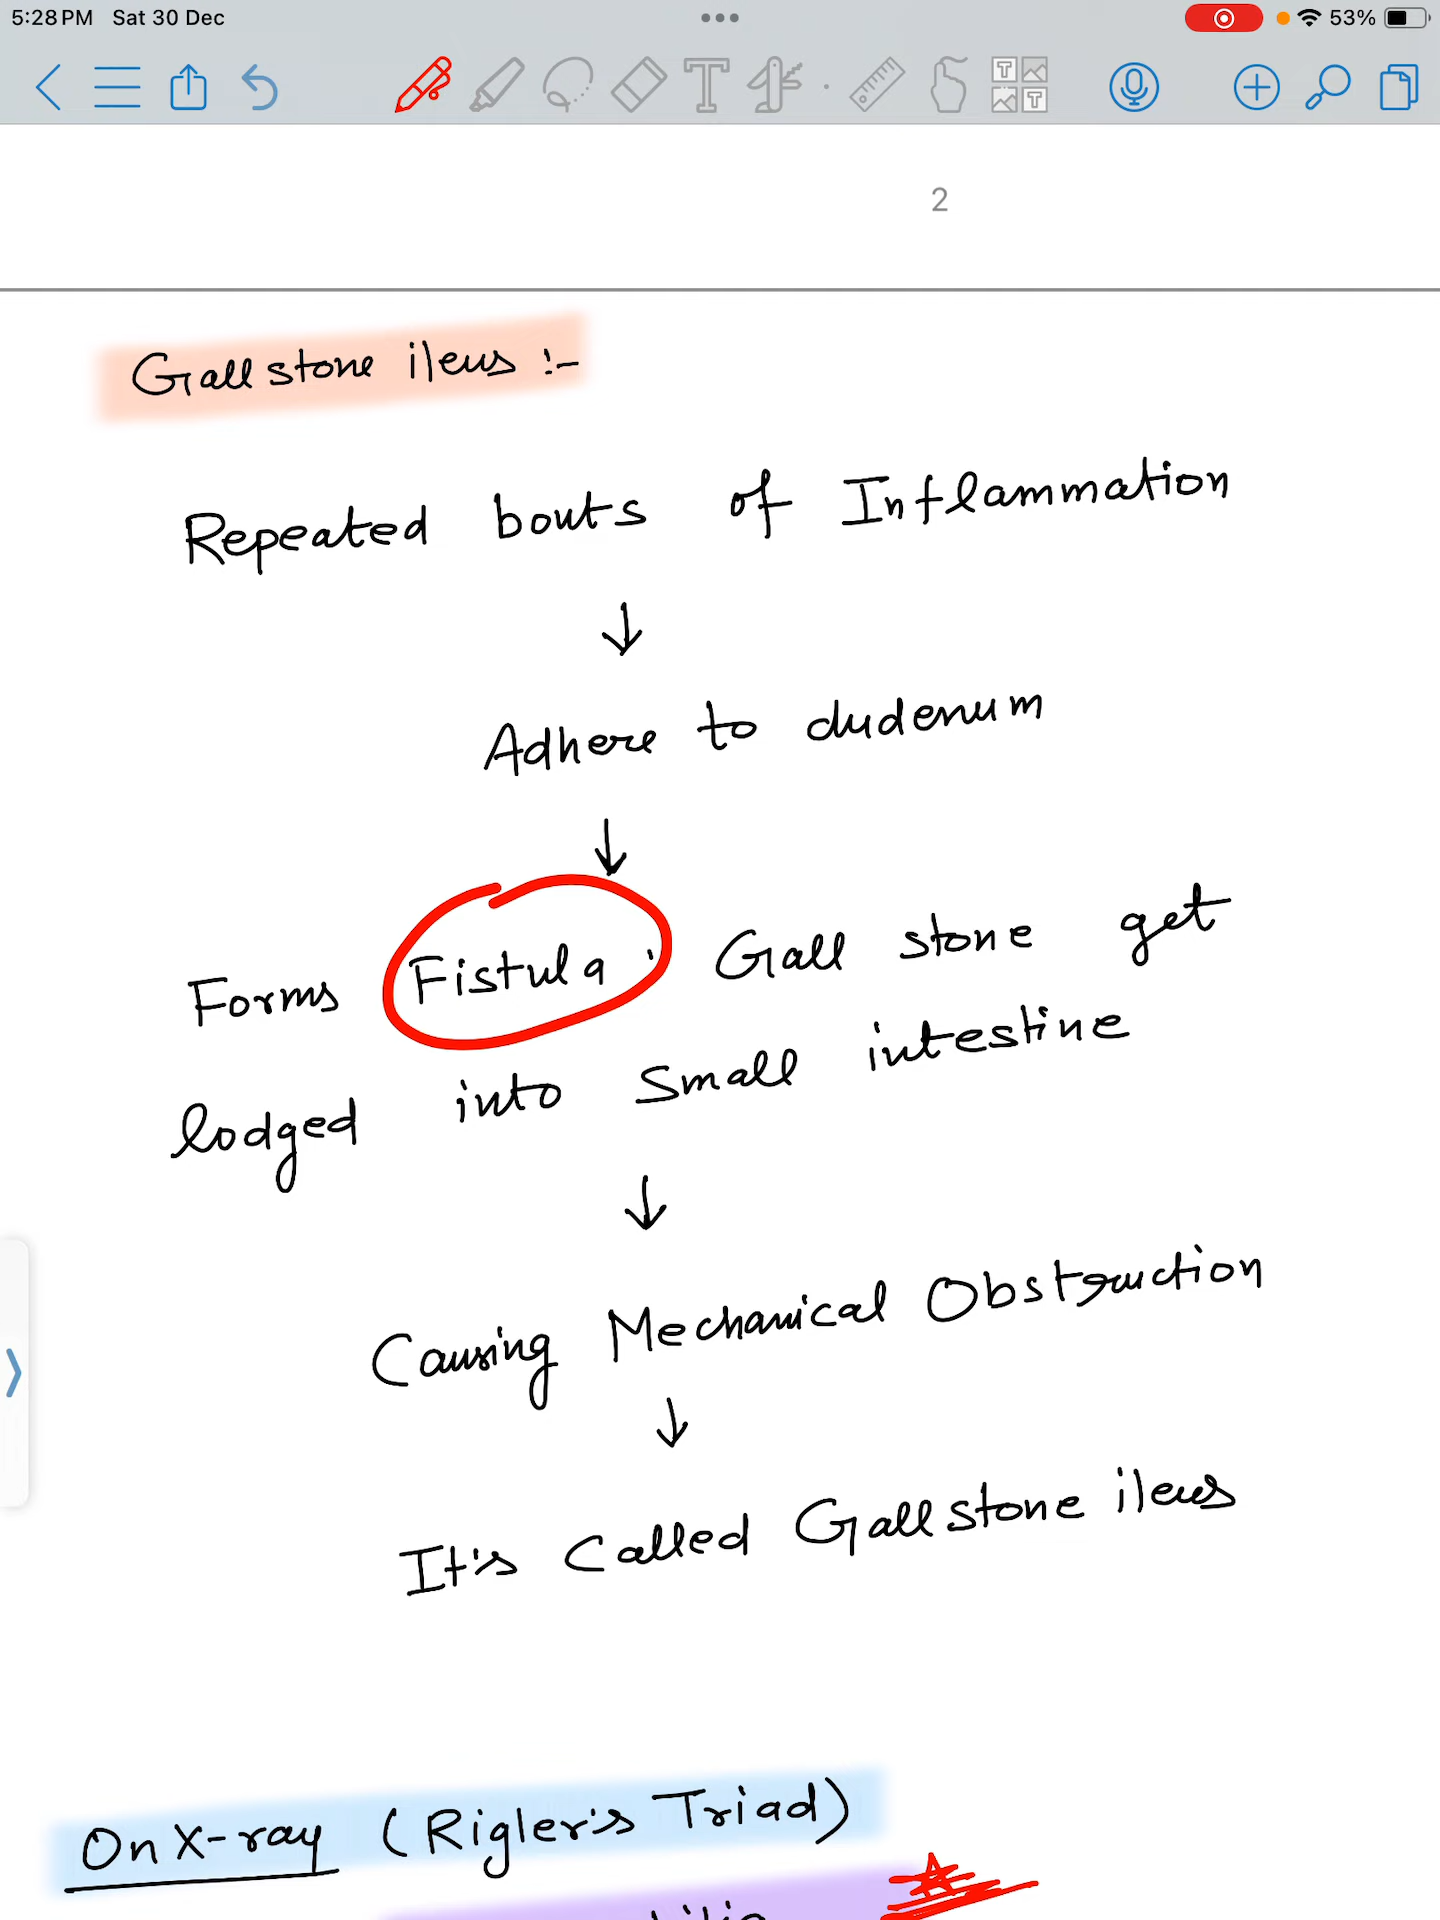 5:28 PM Sat 30 Dec
53%
2
Gall stone ileus :-
Repeated bouts of Inflammation
↓
Adhere to dudenum
↓
Forms Fistula. Gall stone get
lodged into small intestine
↓
Causing Mechanical Obstruction
↓
It's Called Gall stone ileus
On X-ray (Rigler's Triad)